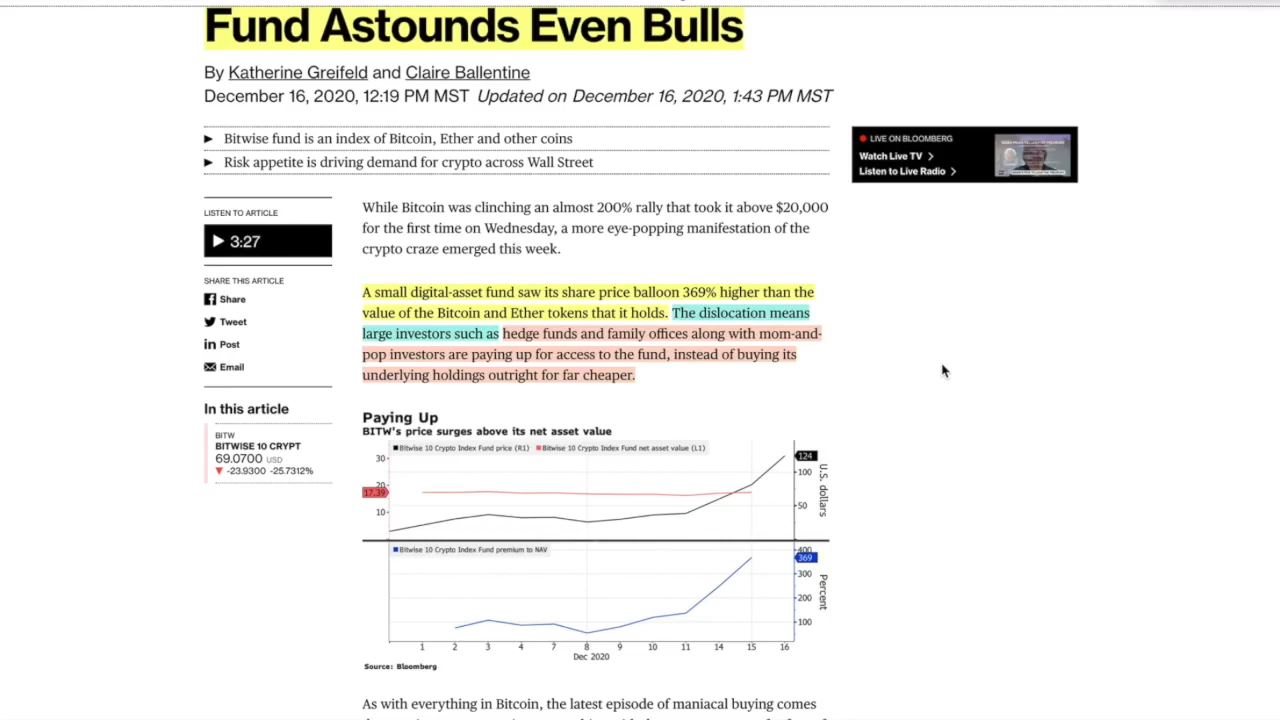 Fund Astounds Even Bulls
By Katherine Greifeld and Claire Ballentine
December 16, 2020, 12:19 PM MST Updated on December 16, 2020, 1:43 PM MST
▶ Bitwise fund is an index of Bitcoin, Ether and other coins
▶ Risk appetite is driving demand for crypto across Wall Street
LIVE ON BLOOMBERG
Watch Live TV >
Listen to Live Radio >
LISTEN TO ARTICLE
▶ 3:27
SHARE THIS ARTICLE
Share
Tweet
in Post
Email
In this article
BITW
BITWISE 10 CRYPT
69.0700 USD
▼ -23.9300 -25.7312%
While Bitcoin was clinching an almost 200% rally that took it above $20,000
for the first time on Wednesday, a more eye-popping manifestation of the
crypto craze emerged this week.
A small digital-asset fund saw its share price balloon 369% higher than the
value of the Bitcoin and Ether tokens that it holds. The dislocation means
large investors such as hedge funds and family offices along with mom-and-
pop investors are paying up for access to the fund, instead of buying its
underlying holdings outright for far cheaper.
Paying Up
BITW's price surges above its net asset value
Bitwise 10 Crypto Index Fund price (R1) Bitwise 10 Crypto Index Fund net asset value (L1)
30
20
17.39
10
124
100
50
U.S. dollars
Bitwise 10 Crypto Index Fund premium to NAV
400
369
300
200
100
Percent
1 2 3 4 7 8 9 10 11 14 15 16
Dec 2020
Source: Bloomberg
As with everything in Bitcoin, the latest episode of maniacal buying comes